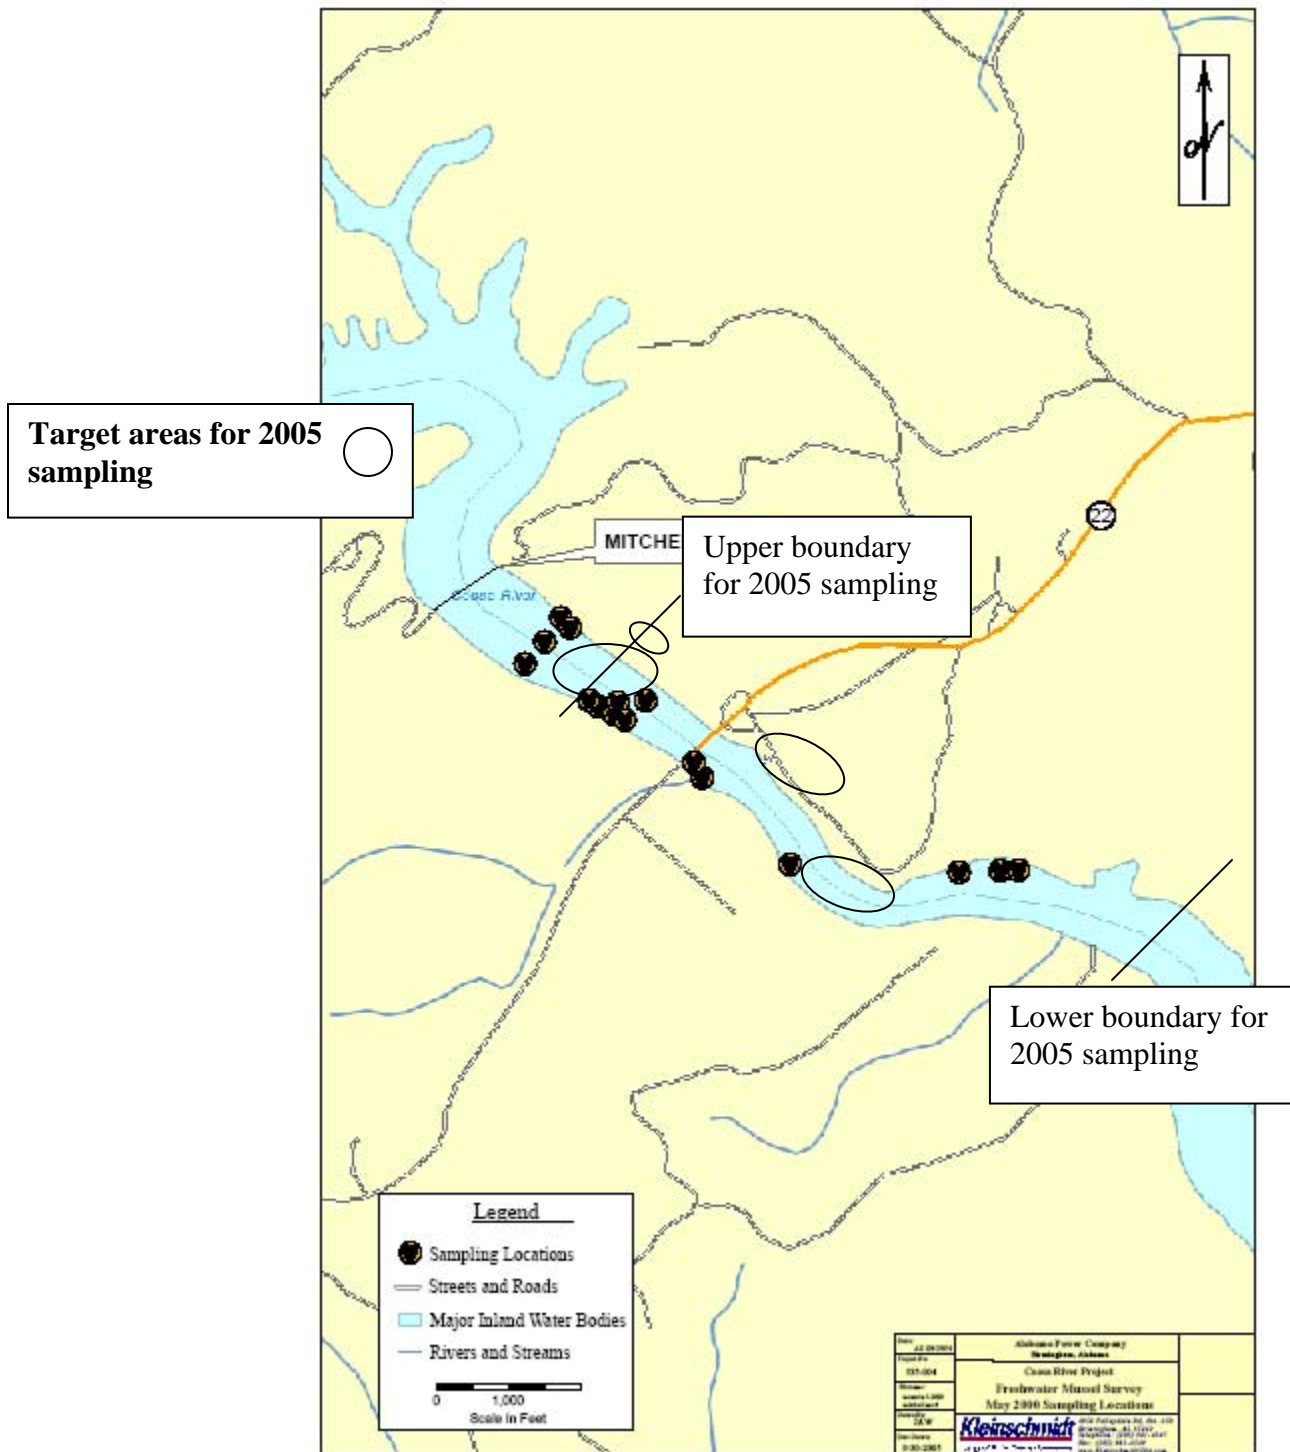 Target areas for 2005
sampling
MITCHE
Upper boundary
for 2005 sampling
22
Coosa River
Lower boundary for
2005 sampling
Legend
Sampling Locations
Streets and Roads
Major Inland Water Bodies
Rivers and Streams
0 1,000
Scale In Feet
Alabama Power Company
Birmingham, Alabama
Coosa River Project
Freshwater Mussel Survey
May 2000 Sampling Locations
Kleinschmidt